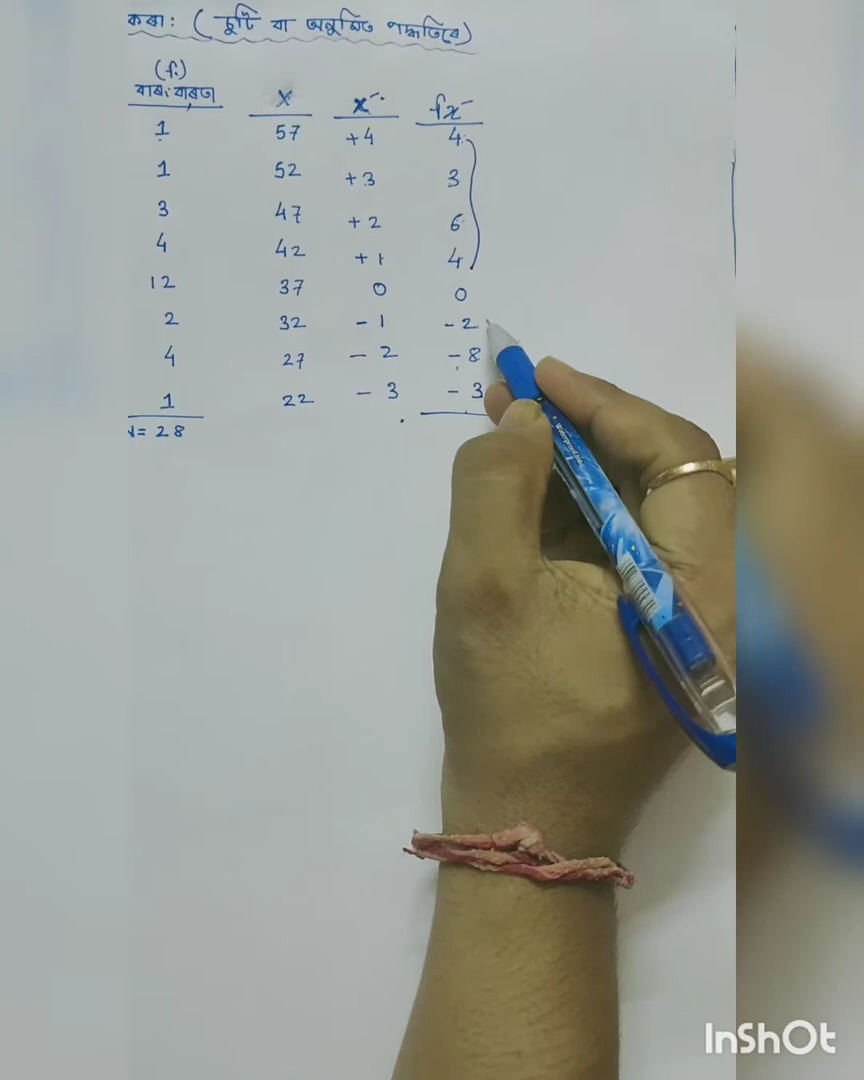 কৰা: ( চুটি বা অনুমিত পদ্ধতিৰে)
(f)
বাৰংবাৰতা X x' fx'
1 57 +4 4
1 52 +3 3
3 47 +2 6
4 42 +1 4
12 37 0 0
2 32 -1 -2
4 27 -2 -8
1 22 -3 -3
N= 28
InShOt